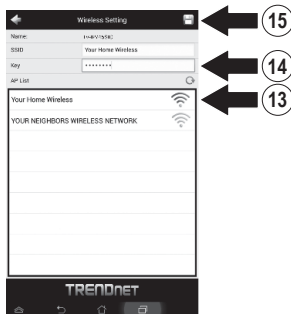 Wireless Setting
15
Name
SSID Your Home Wireless
Key ········
14
AP List
13
Your Home Wireless
YOUR NEIGHBORS WIRELESS NETWORK
TRENDNET